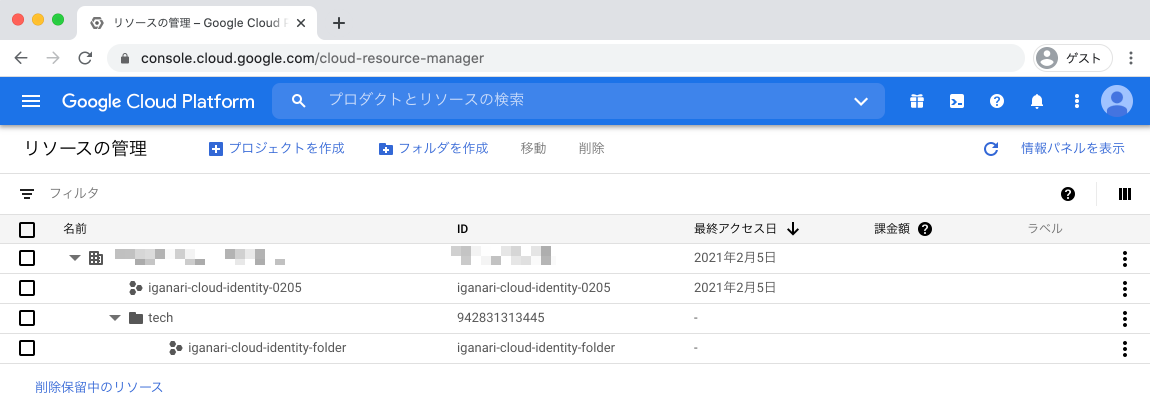 リソースの管理 – Google Cloud P
console.cloud.google.com/cloud-resource-manager ゲスト
Google Cloud Platform プロダクトとリソースの検索
リソースの管理 プロジェクトを作成 フォルダを作成 移動 削除 情報パネルを表示
フィルタ
名前 ID 最終アクセス日 課金額 ラベル
2021年2月5日
iganari-cloud-identity-0205 iganari-cloud-identity-0205 2021年2月5日
tech 942831313445 -
iganari-cloud-identity-folder iganari-cloud-identity-folder -
削除保留中のリソース